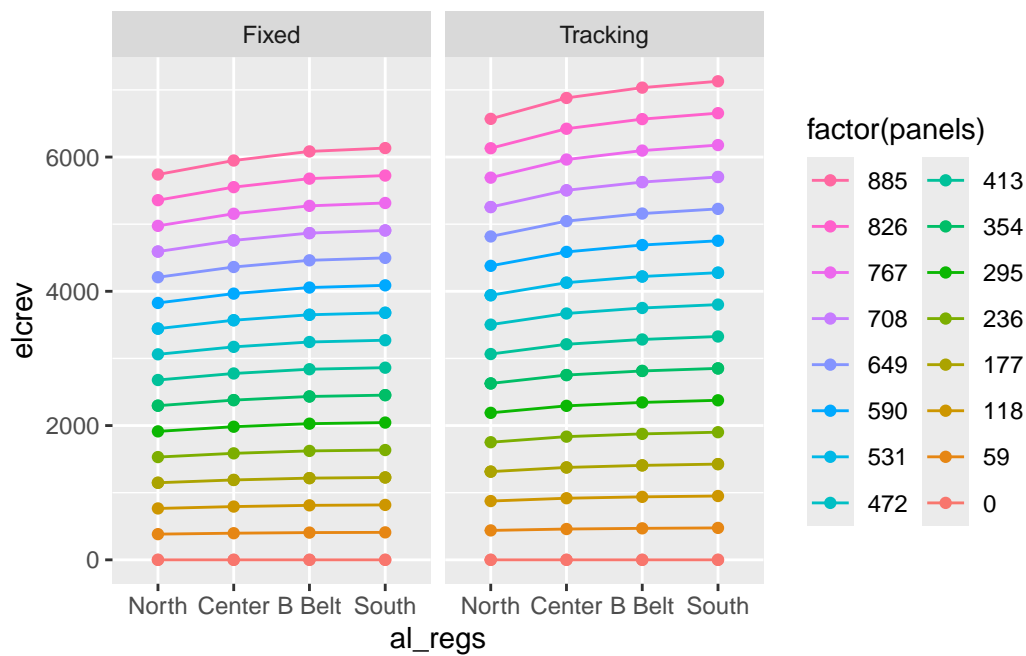 Fixed Tracking
6000
4000
2000
0
elcrev
North Center B Belt South North Center B Belt South
al_regs
factor(panels)
885 413
826 354
767 295
708 236
649 177
590 118
531 59
472 0